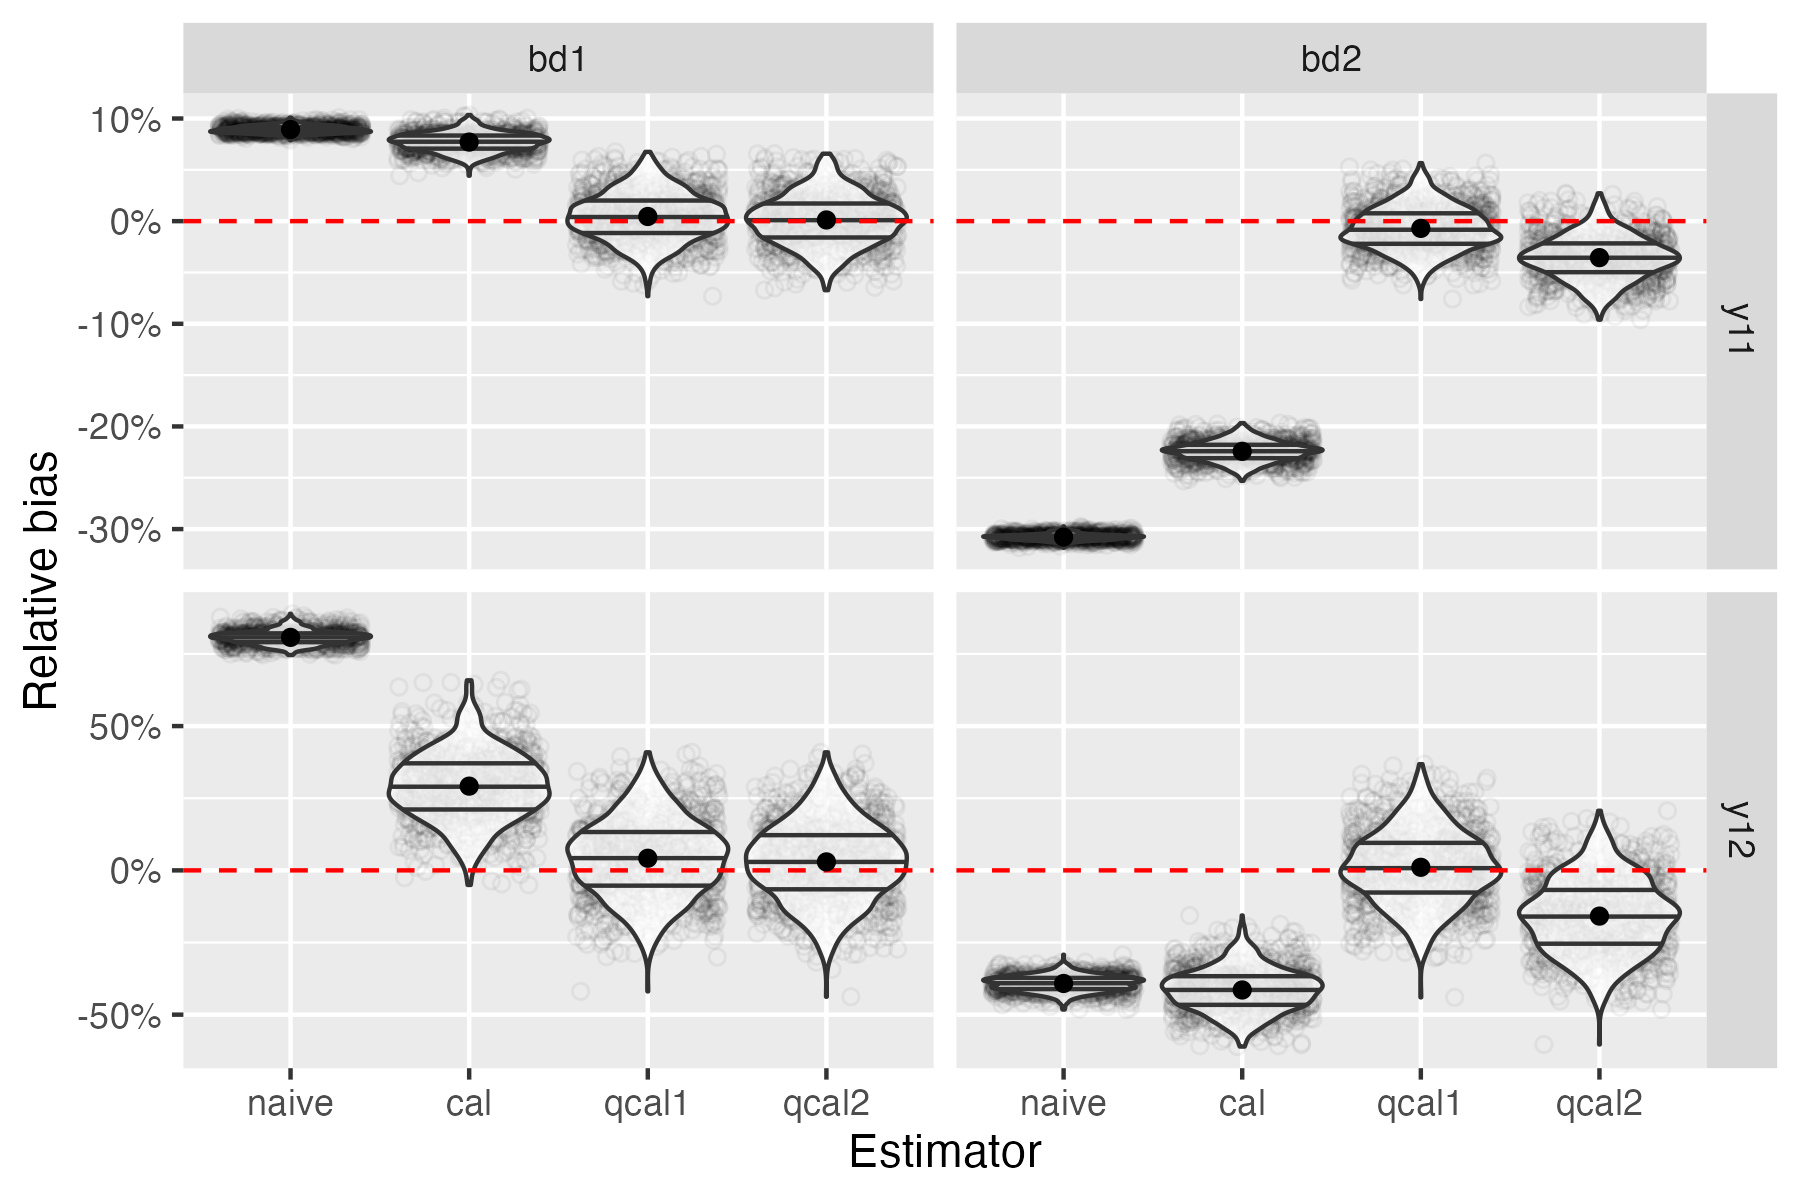 bd1
bd2
10%
0%
-10%
-20%
-30%
y11
50%
0%
-50%
y12
Relative bias
naive
cal
qcal1
qcal2
naive
cal
qcal1
qcal2
Estimator